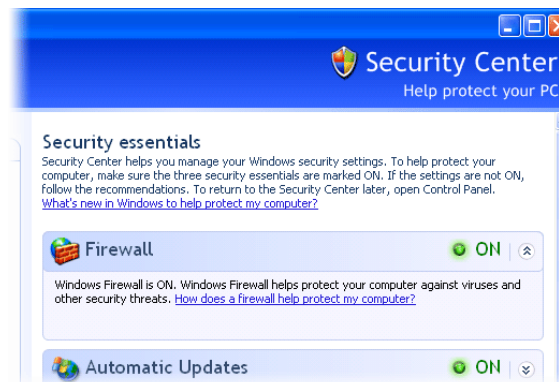 Security Center
Help protect your PC
Security essentials
Security Center helps you manage your Windows security settings. To help protect your
computer, make sure the three security essentials are marked ON. If the settings are not ON,
follow the recommendations. To return to the Security Center later, open Control Panel.
What's new in Windows to help protect my computer?
Firewall ON
Windows Firewall is ON. Windows Firewall helps protect your computer against viruses and
other security threats. How does a firewall help protect my computer?
Automatic Updates ON